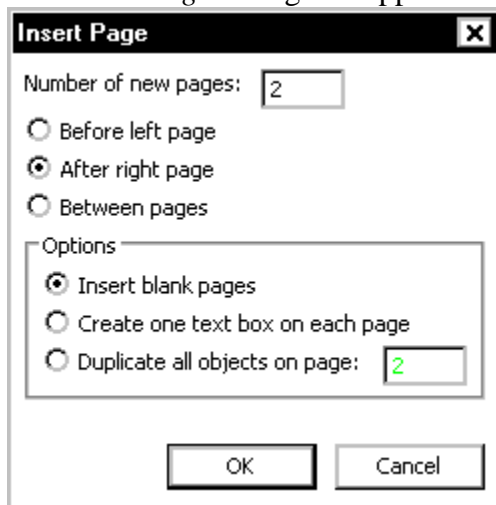 Insert Page
Number of new pages: 2
Before left page
After right page
Between pages
Options
Insert blank pages
Create one text box on each page
Duplicate all objects on page: 2
OK Cancel